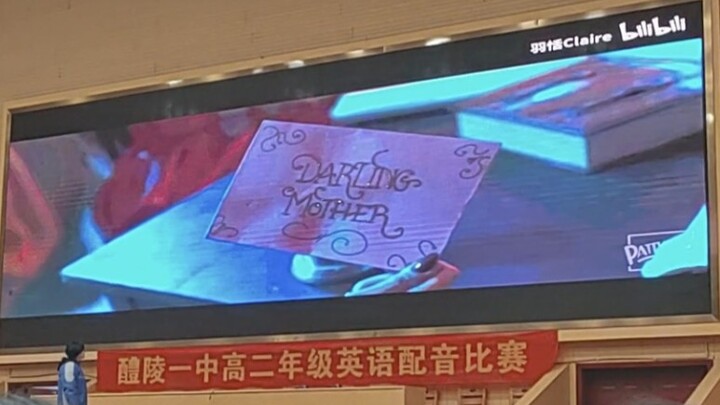 羽恬Claire bilibili
DARLING
MOTHER
醴陵一中高二年级英语配音比赛